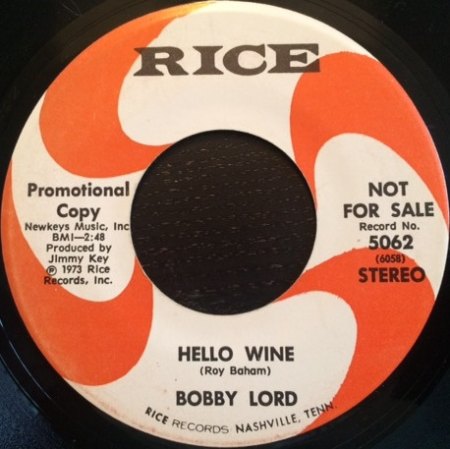 RICE
Promotional
Copy
Newkeys Music, Inc
BMI—2:48
Produced by
Jimmy Key
℗ 1973 Rice
Records, Inc.
NOT
FOR SALE
Record No.
5062
(6058)
STEREO
HELLO WINE
(Roy Baham)
BOBBY LORD
RICE RECORDS NASHVILLE, TENN.